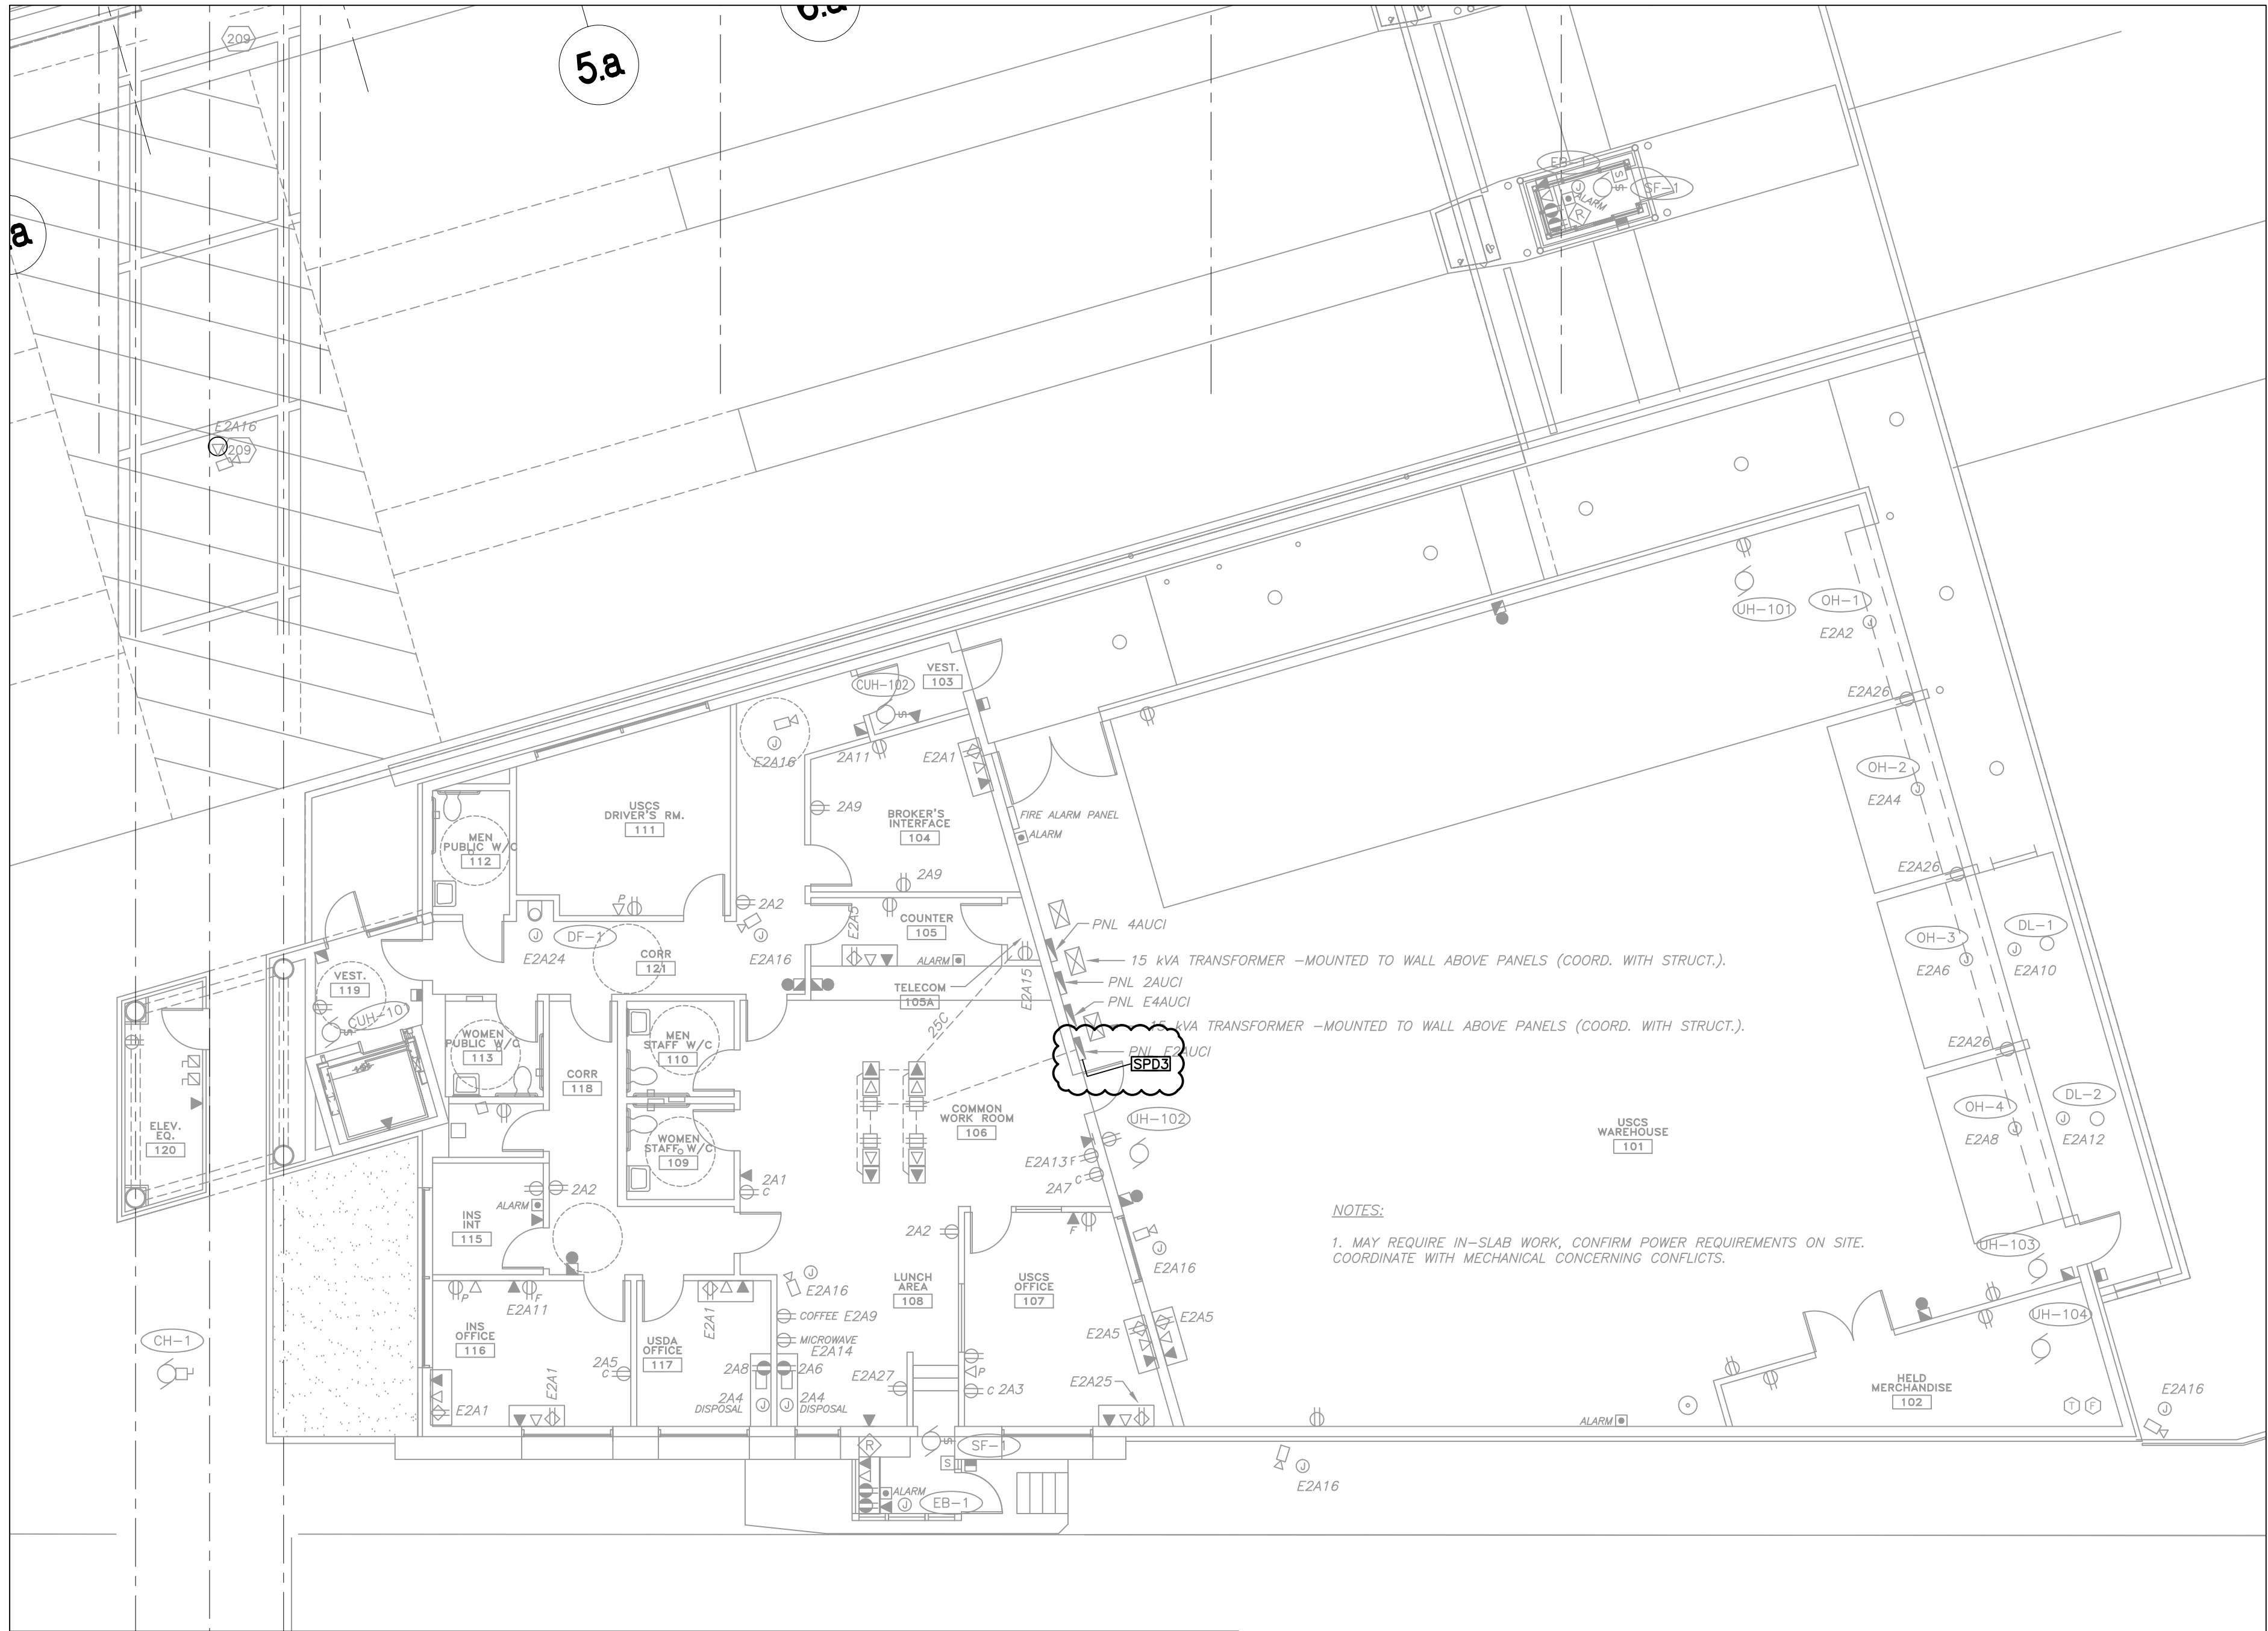 5.a
209
EB-1
SF-1
J
S
S
ALARM
R
a
E2A16
209
UH-101
OH-1
J
E2A2
VEST.
103
CUH-102
S
E2A26
E2A16
J
2A11
E2A1
OH-2
J
E2A4
USCS
DRIVER'S RM.
111
2A9
BROKER'S
INTERFACE
104
FIRE ALARM PANEL
ALARM
MEN
PUBLIC W/C
112
E2A26
2A9
P
2A2
E2A5
COUNTER
105
PNL 4AUCI
J
DF-1
J
OH-3
DL-1
E2A24
CORR
121
E2A16
ALARM
15 kVA TRANSFORMER -MOUNTED TO WALL ABOVE PANELS (COORD. WITH STRUCT.).
J
J
E2A6
E2A10
VEST.
119
TELECOM
105A
E2A15
PNL 2AUCI
PNL E4AUCI
CUH-10
S
25C
15 kVA TRANSFORMER -MOUNTED TO WALL ABOVE PANELS (COORD. WITH STRUCT.).
WOMEN
PUBLIC W/C
113
MEN
STAFF W/C
110
PNL E2AUCI
SPD3
E2A26
CORR
118
COMMON
WORK ROOM
106
UH-102
OH-4
DL-2
J
J
E2A8
E2A12
ELEV.
EQ.
120
USCS
WAREHOUSE
101
WOMEN
STAFF W/C
109
E2A13
F
2A1
C
2A7
C
2A2
ALARM
INS
INT
115
NOTES:
1. MAY REQUIRE IN-SLAB WORK, CONFIRM POWER REQUIREMENTS ON SITE.
COORDINATE WITH MECHANICAL CONCERNING CONFLICTS.
2A2
F
J
E2A16
UH-103
P
F
E2A11
E2A1
J
E2A16
LUNCH
AREA
108
USCS
OFFICE
107
COFFEE E2A9
MICROWAVE
E2A14
E2A5
E2A5
UH-104
CH-1
INS
OFFICE
116
USDA
OFFICE
117
2A5
C
2A8
2A6
E2A27
P
C 2A3
E2A25
E2A1
E2A1
2A4
DISPOSAL
J
J
2A4
DISPOSAL
HELD
MERCHANDISE
102
T
F
E2A16
J
ALARM
R
S
SF-1
S
J
E2A16
ALARM
J
EB-1